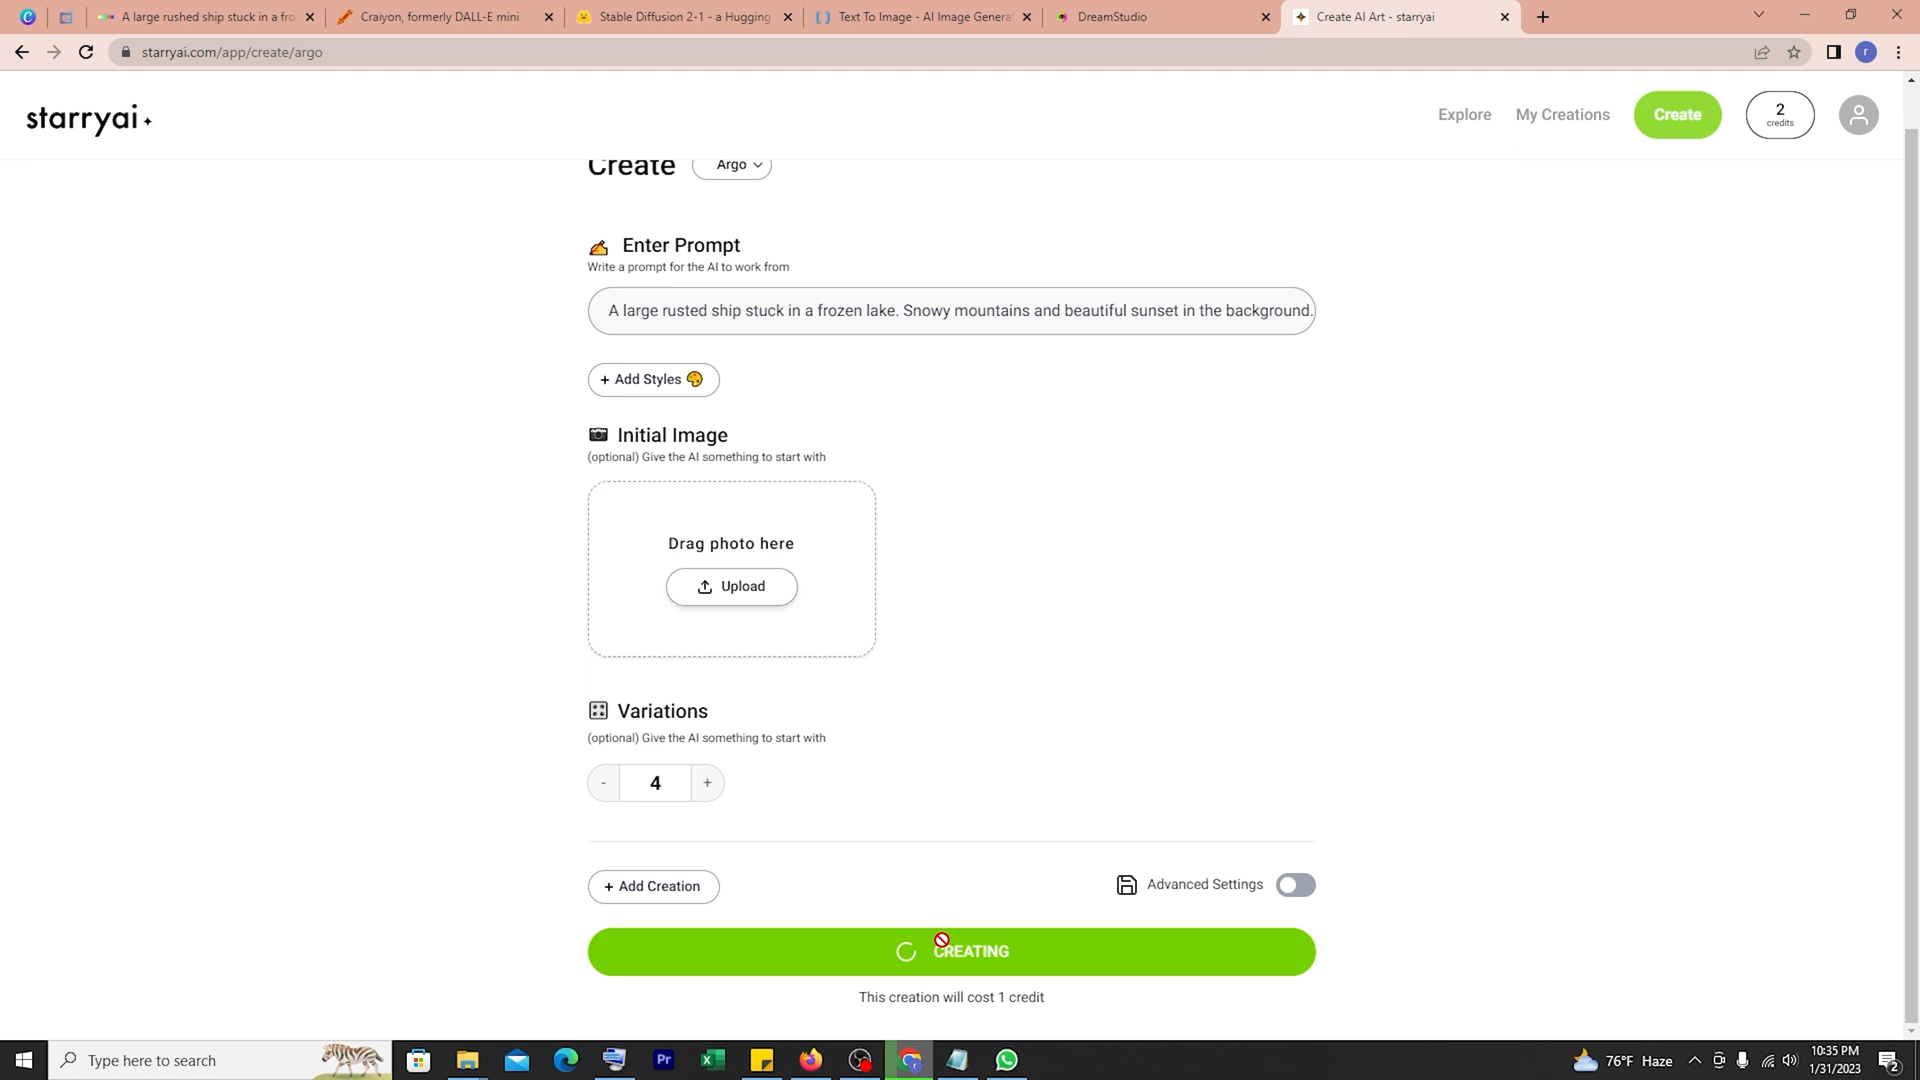 A large rushed ship stuck in a fro
Craiyon, formerly DALL-E mini
Stable Diffusion 2-1 - a Hugging
Text To Image - AI Image Genera
DreamStudio
Create AI Art - starryai
starryai.com/app/create/argo
r
starryai
Explore
My Creations
Create
2
credits
Create
Argo
Enter Prompt
Write a prompt for the AI to work from
A large rusted ship stuck in a frozen lake. Snowy mountains and beautiful sunset in the background.
+ Add Styles
Initial Image
(optional) Give the AI something to start with
Drag photo here
Upload
Variations
(optional) Give the AI something to start with
- 4 +
+ Add Creation
Advanced Settings
CREATING
This creation will cost 1 credit
Type here to search
Pr
76°F Haze
10:35 PM
1/31/2023
2